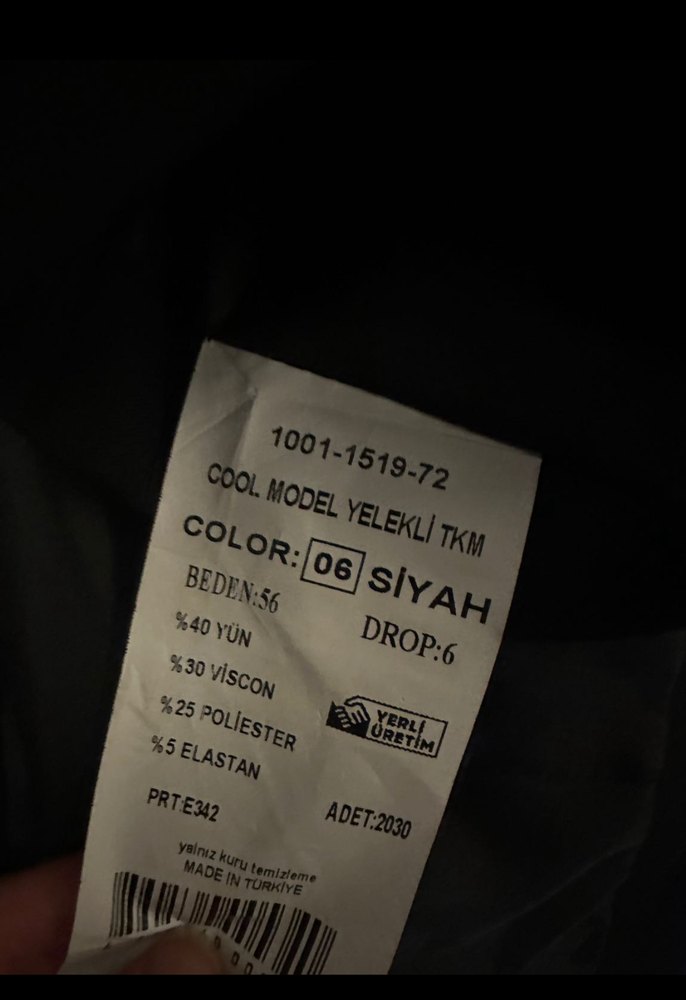 1001-1519-72
COOL MODEL YELEKLİ TKM
COLOR: 06 SİYAH
BEDEN:56 DROP:6
%40 YÜN
%30 VİSCON
%25 POLİESTER
%5 ELASTAN
YERLİ
ÜRETİM
PRT:E342 ADET:2030
yalnız kuru temizleme
MADE IN TÜRKİYE